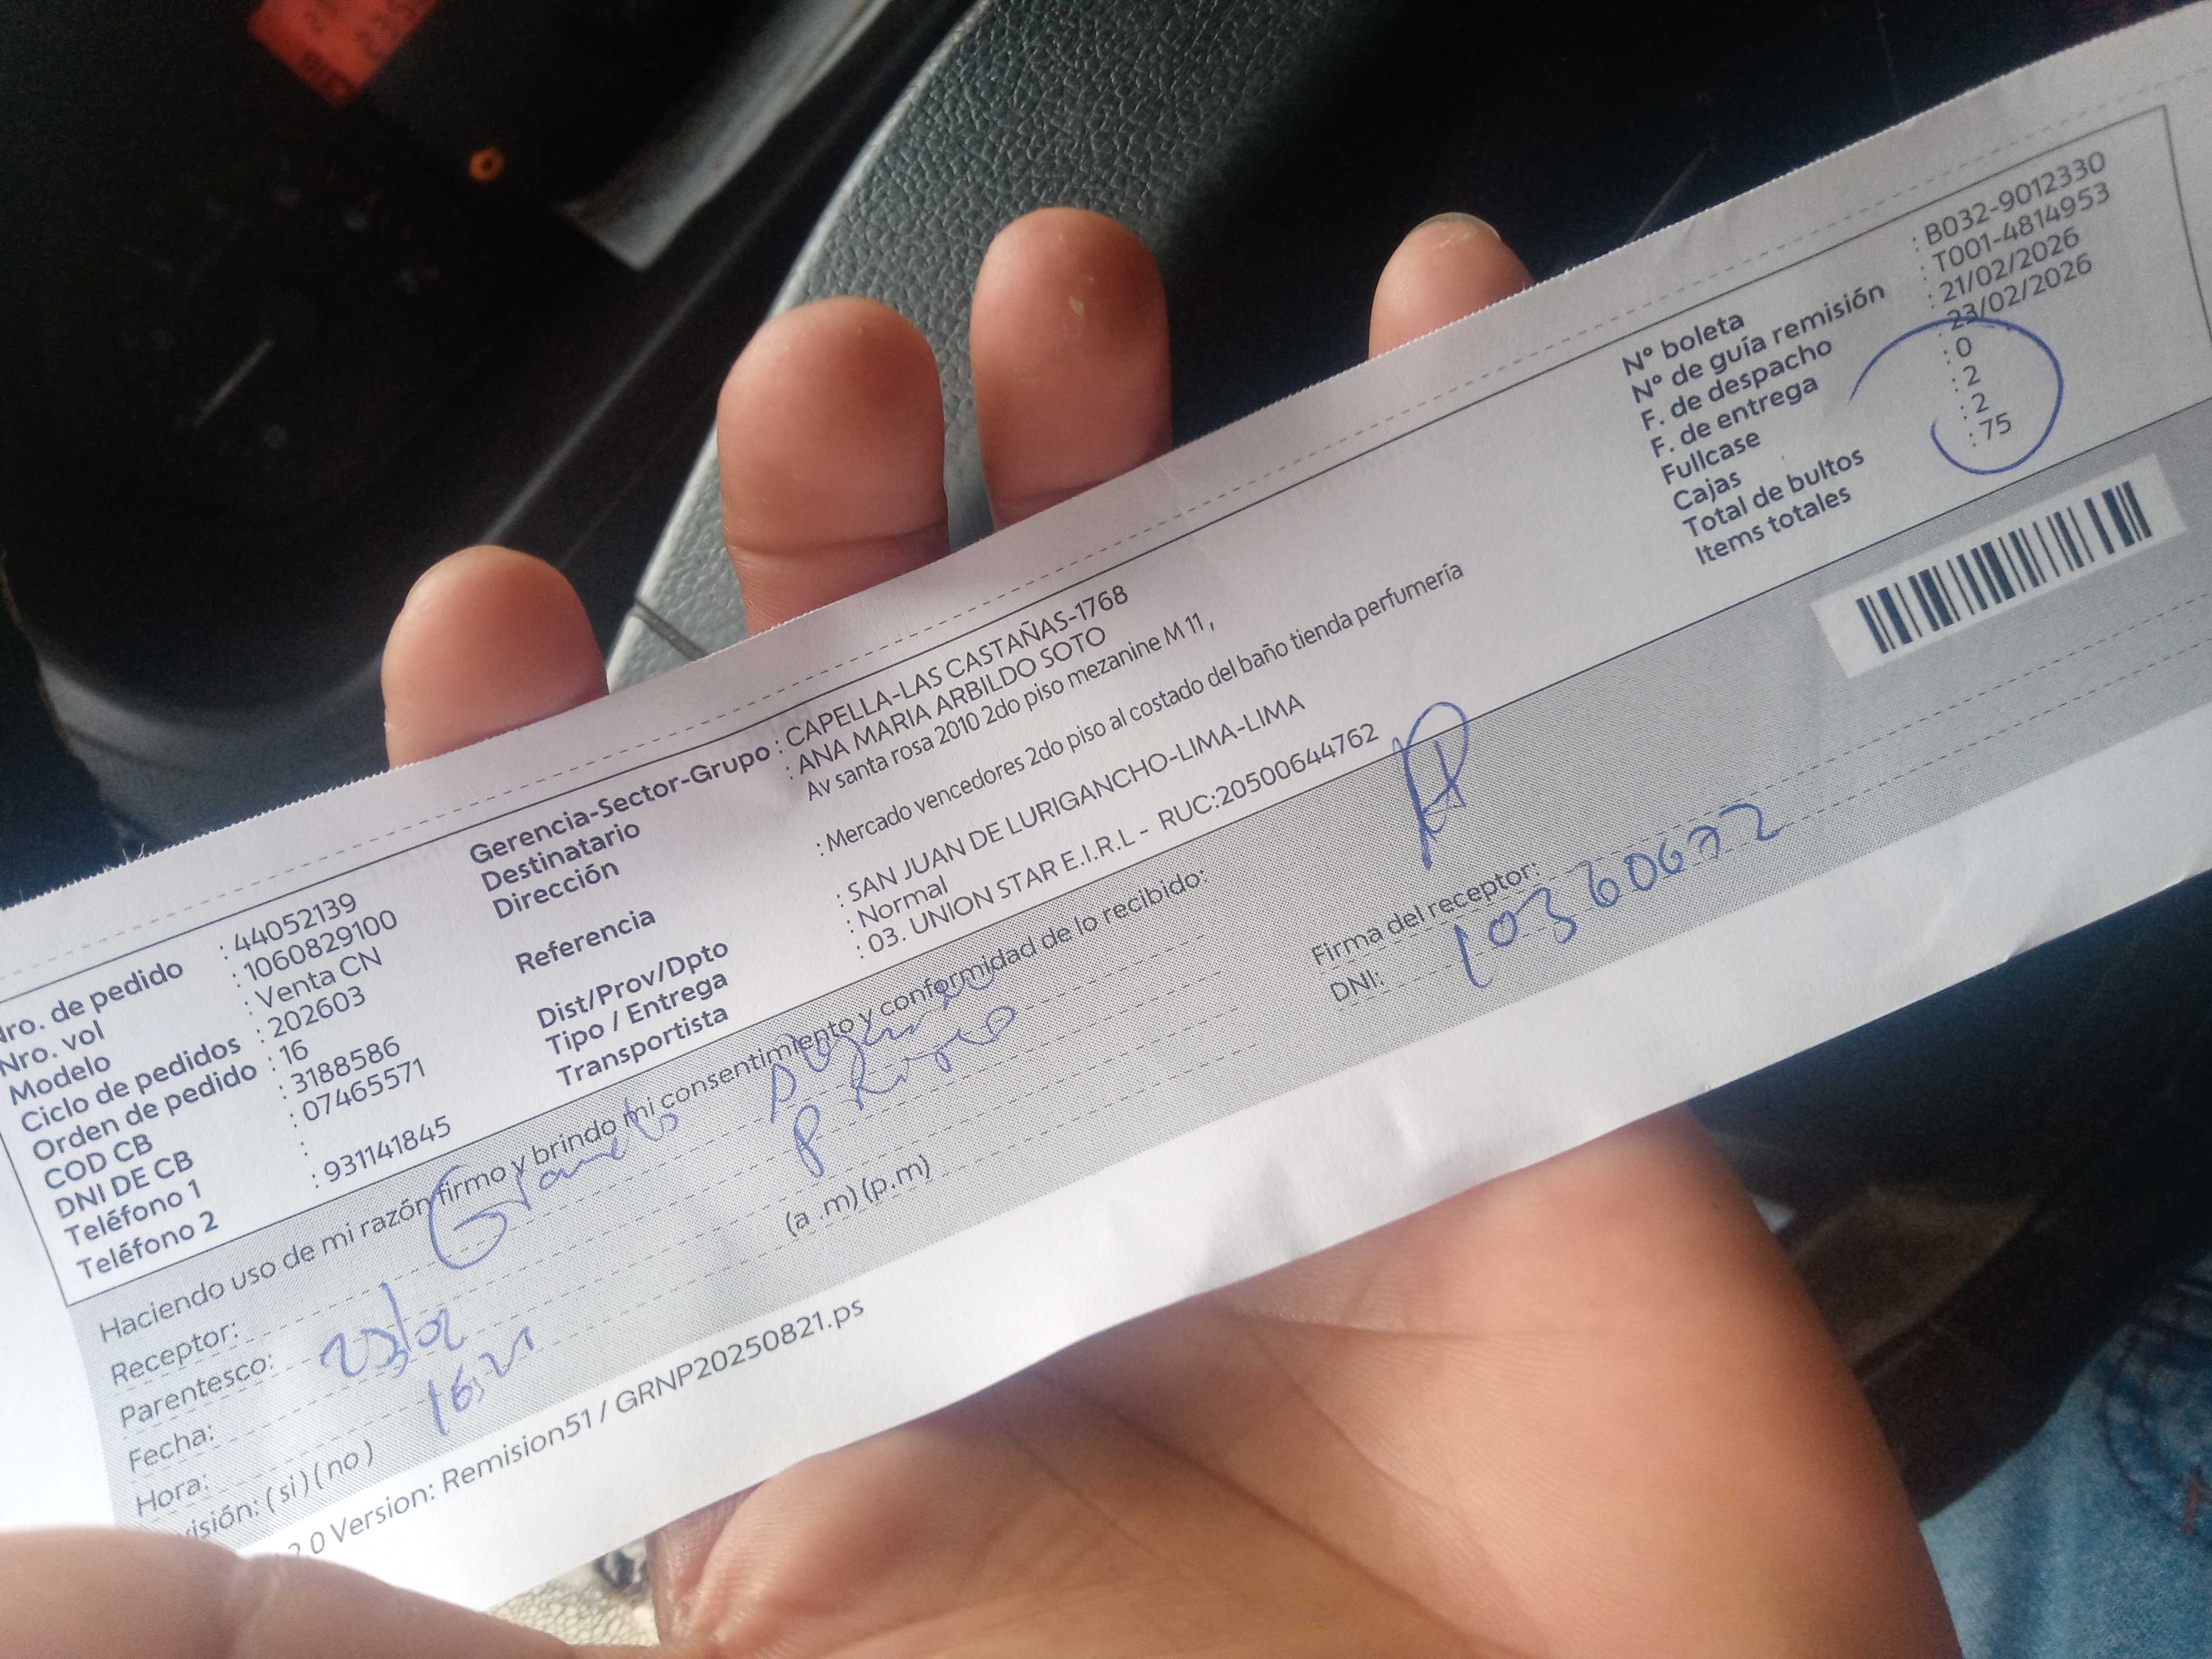 Nro. de pedido : 44052139
Nro. vol : 1060829100
Modelo : Venta CN
Ciclo de pedidos : 202603
Orden de pedido : 16
COD CB : 3188586
DNI DE CB : 07465571
Teléfono 1 :
Teléfono 2 : 931141845
Gerencia-Sector-Grupo : CAPELLA-LAS CASTAÑAS-1768
Destinatario : ANA MARIA ARBILDO SOTO
Dirección Av santa rosa 2010 2do piso mezanine M 11,
Referencia : Mercado vencedores 2do piso al costado del baño tienda perfumería
Dist/Prov/Dpto : SAN JUAN DE LURIGANCHO-LIMA-LIMA
Tipo / Entrega : Normal
Transportista : 03. UNION STAR E.I.R.L - RUC:20500644762
N° boleta : B032-9012330
N° de guía remisión : T001-4814953
F. de despacho : 21/02/2026
F. de entrega : 23/02/2026
Fullcase : 0
Cajas : 2
Total de bultos : 2
Items totales : 75
Haciendo uso de mi razón firmo y brindo mi consentimiento y conformidad de lo recibido:
Receptor:
Parentesco:
Fecha: 23/02
Hora: 16:21 (a .m) (p.m)
isión: ( si ) ( no )
Firma del receptor:
DNI: 10360672
2.0 Version: Remision51 / GRNP20250821.ps